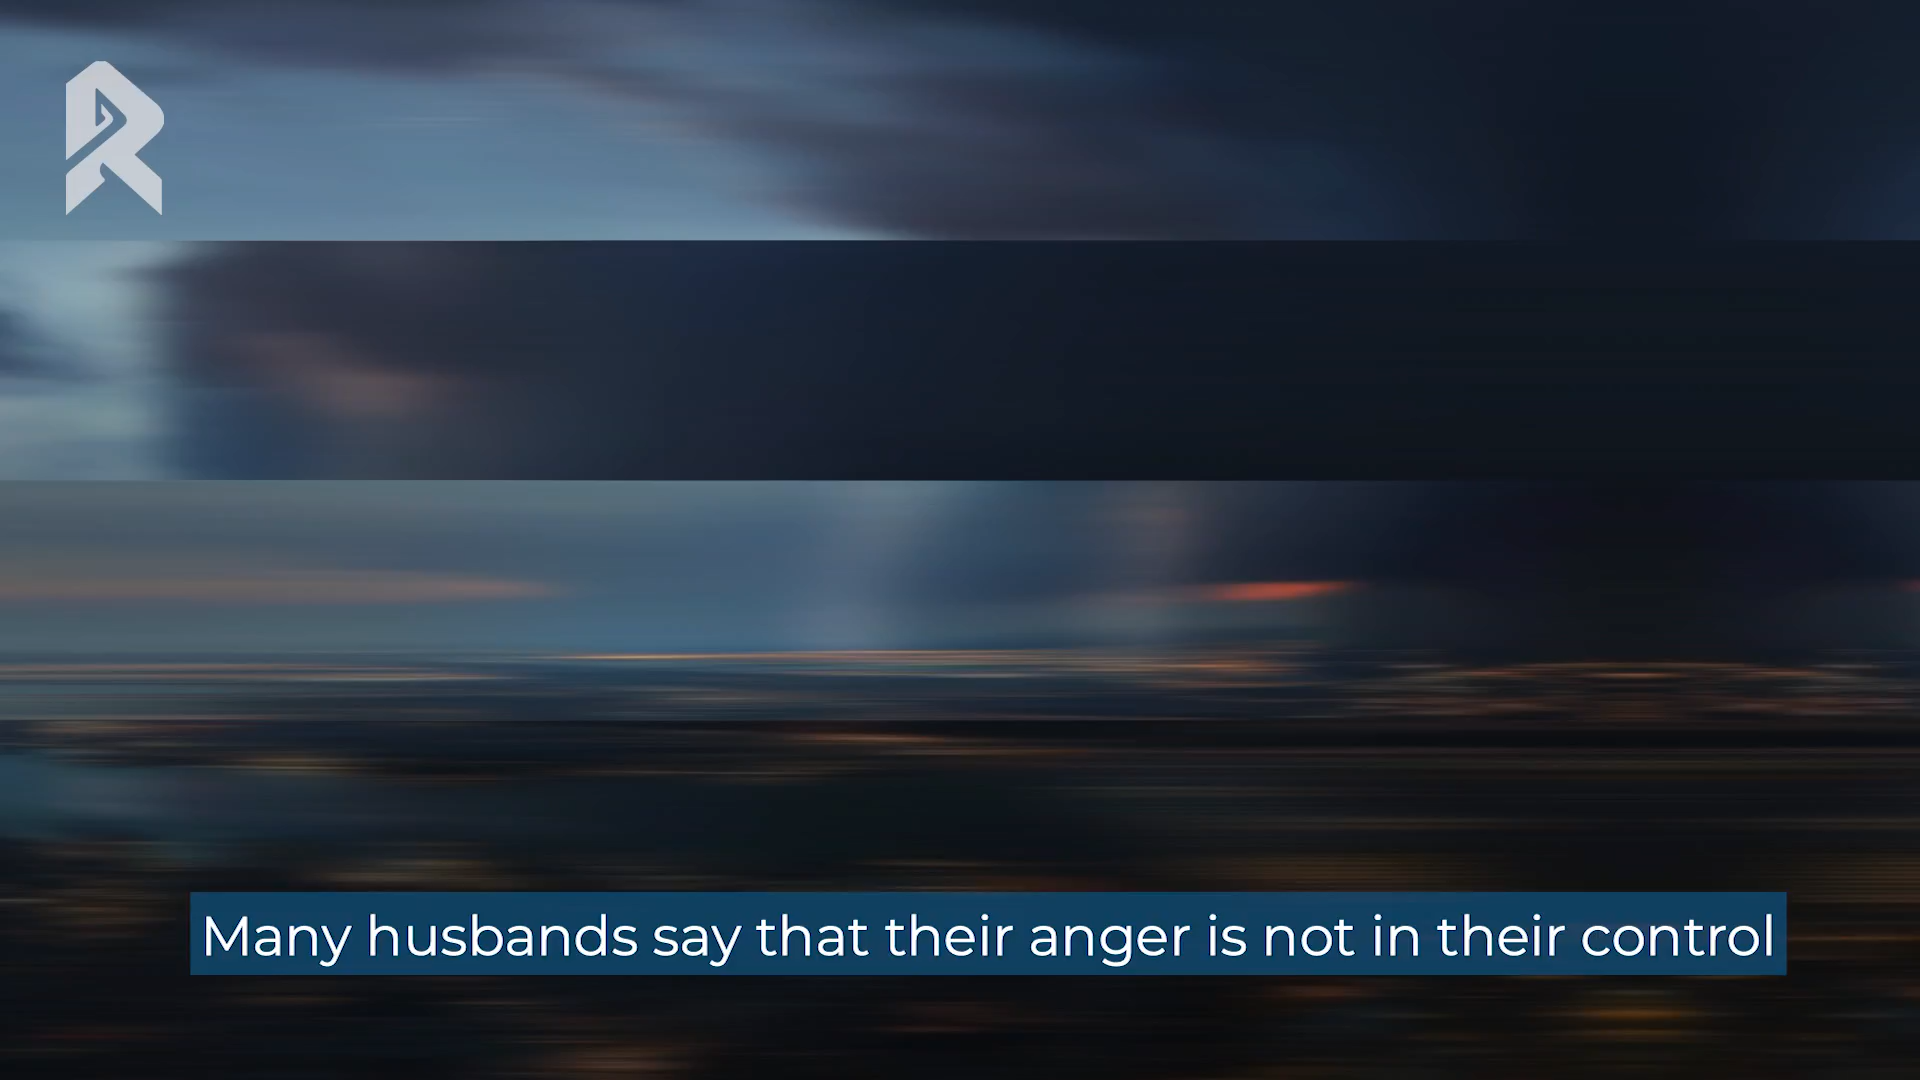 Many husbands say that their anger is not in their control